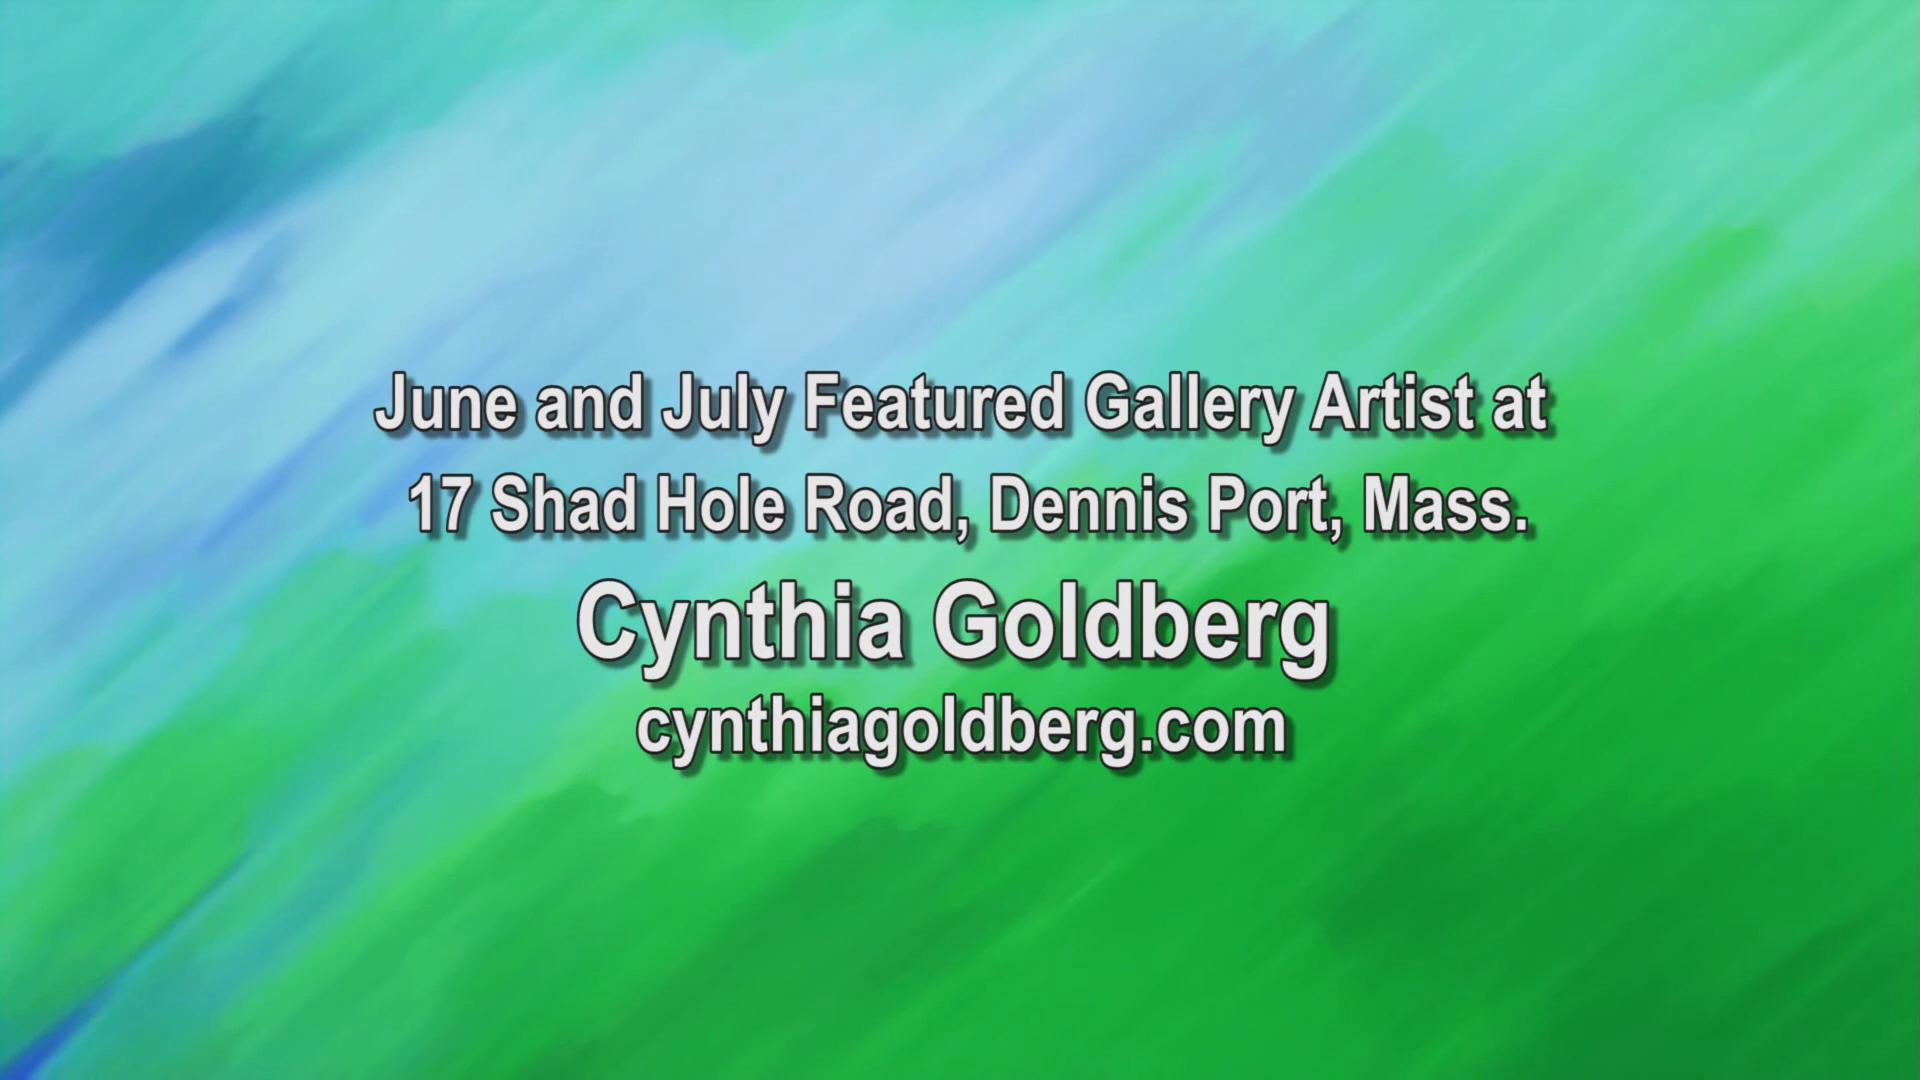 June and July Featured Gallery Artist at
17 Shad Hole Road, Dennis Port, Mass.
Cynthia Goldberg
cynthiagoldberg.com